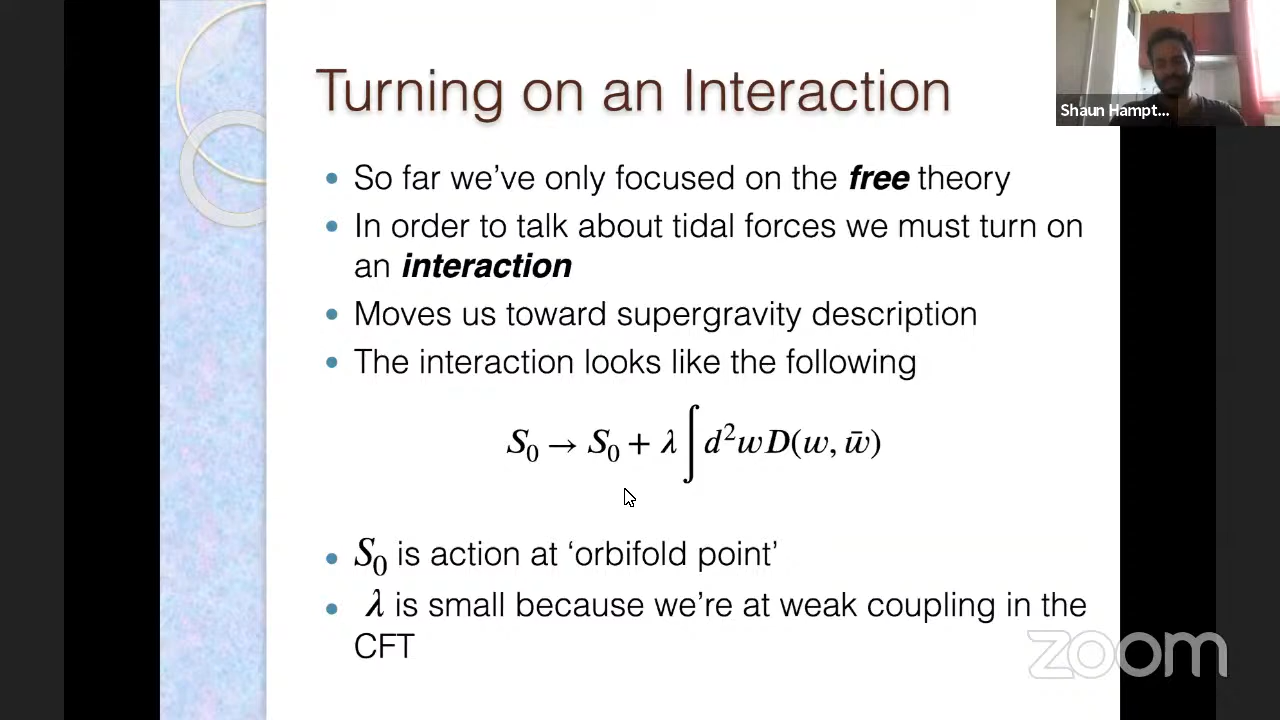 Turning on an Interaction
Shaun Hampt...
So far we've only focused on the free theory
In order to talk about tidal forces we must turn on
an interaction
Moves us toward supergravity description
The interaction looks like the following
S₀ → S₀ + λ ∫ d²w D(w, w̄)
S₀ is action at ‘orbifold point’
λ is small because we're at weak coupling in the
CFT
zoom